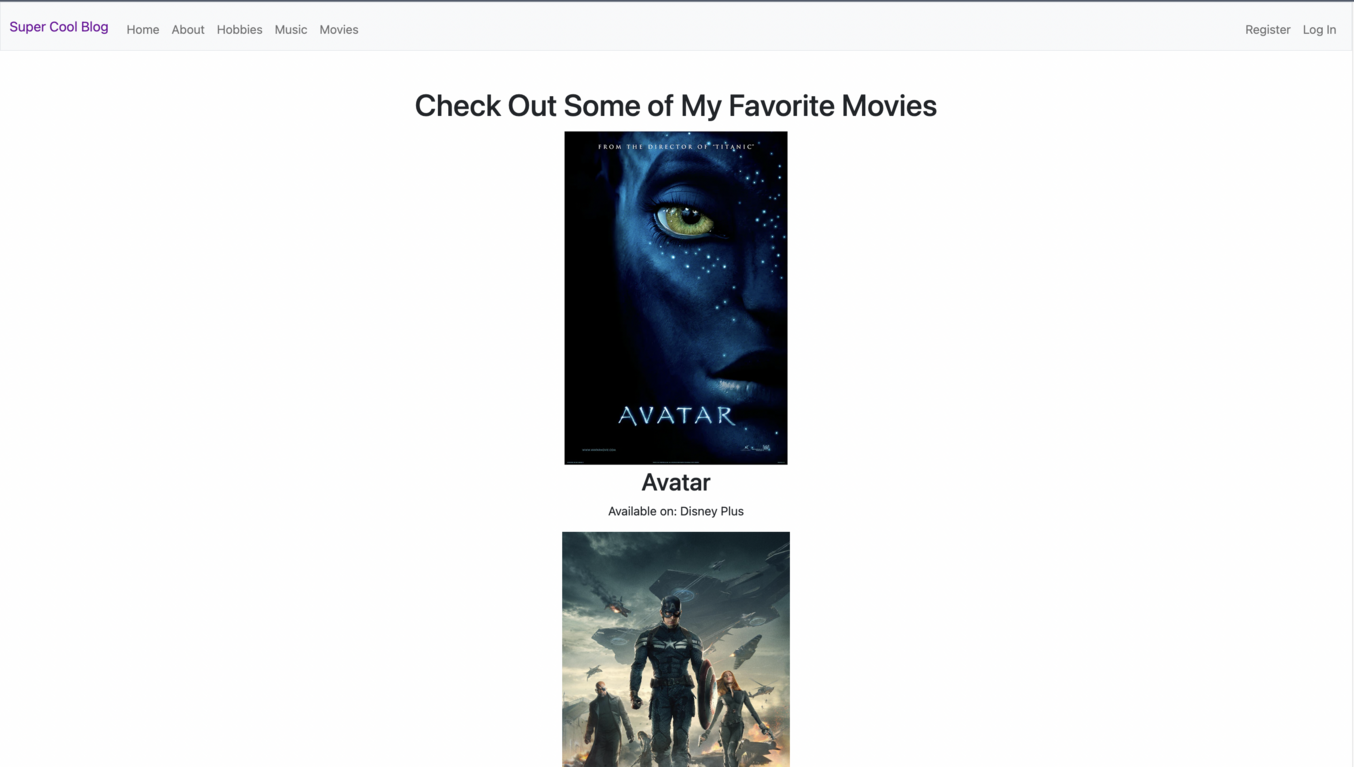 Super Cool Blog Home About Hobbies Music Movies Register Log In
Check Out Some of My Favorite Movies
FROM THE DIRECTOR OF "TITANIC"
AVATAR
Avatar
Available on: Disney Plus